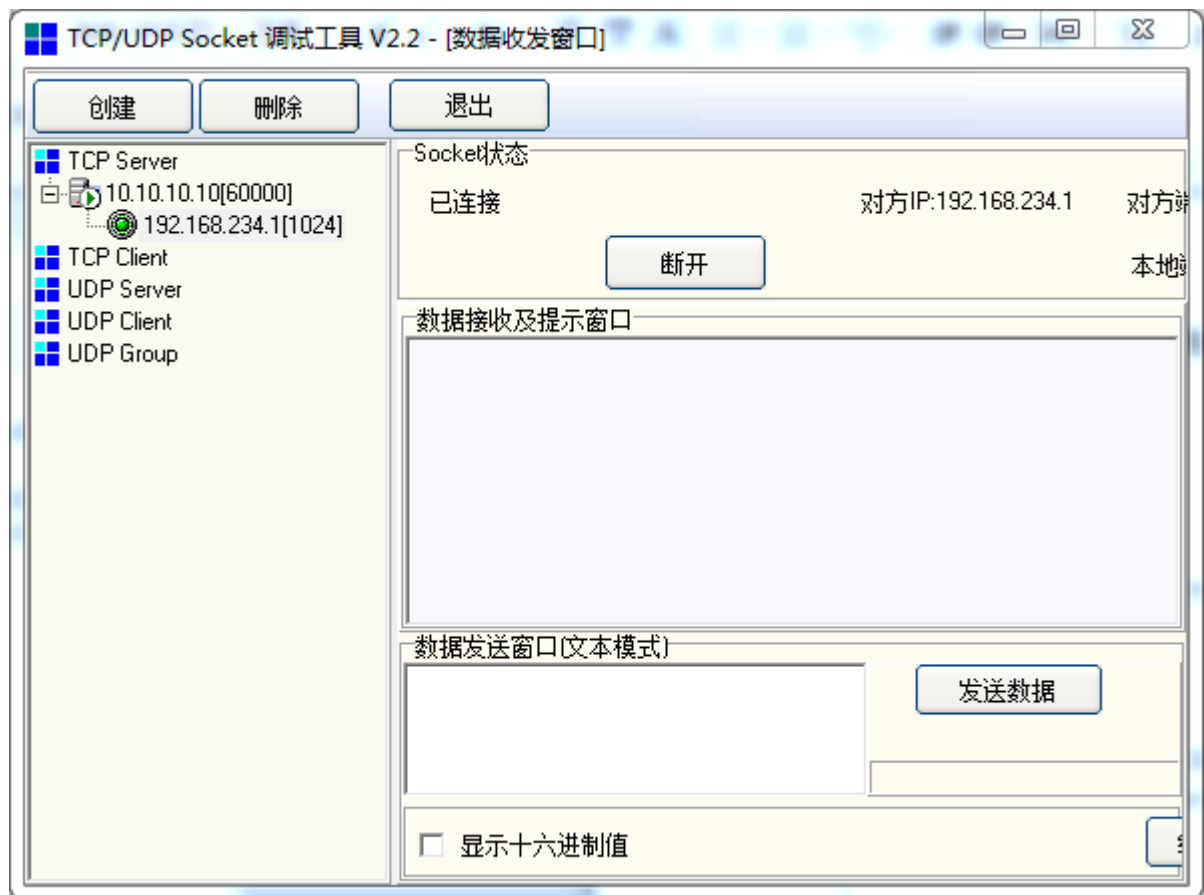 TCP/UDP Socket 调试工具 V2.2 - [数据收发窗口]
创建 删除 退出
TCP Server
10.10.10.10[60000]
192.168.234.1[1024]
TCP Client
UDP Server
UDP Client
UDP Group
Socket状态
已连接 对方IP:192.168.234.1 对方
断开 本地
数据接收及提示窗口
数据发送窗口(文本模式)
发送数据
显示十六进制值